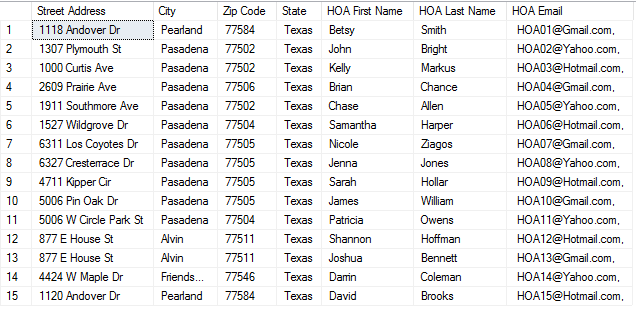 Street Address City Zip Code State HOA First Name HOA Last Name HOA Email
1 1118 Andover Dr Pearland 77584 Texas Betsy Smith HOA01@Gmail.com,
2 1307 Plymouth St Pasadena 77502 Texas John Bright HOA02@Yahoo.com,
3 1000 Curtis Ave Pasadena 77502 Texas Kelly Markus HOA03@Hotmail.com,
4 2609 Prairie Ave Pasadena 77506 Texas Brian Chance HOA04@Gmail.com,
5 1911 Southmore Ave Pasadena 77502 Texas Chase Allen HOA05@Yahoo.com,
6 1527 Wildgrove Dr Pasadena 77504 Texas Samantha Harper HOA06@Hotmail.com,
7 6311 Los Coyotes Dr Pasadena 77505 Texas Nicole Ziagos HOA07@Gmail.com,
8 6327 Cresterrace Dr Pasadena 77505 Texas Jenna Jones HOA08@Yahoo.com,
9 4711 Kipper Cir Pasadena 77505 Texas Sarah Hollar HOA09@Hotmail.com,
10 5006 Pin Oak Dr Pasadena 77505 Texas James William HOA10@Gmail.com,
11 5006 W Circle Park St Pasadena 77504 Texas Patricia Owens HOA11@Yahoo.com,
12 877 E House St Alvin 77511 Texas Shannon Hoffman HOA12@Hotmail.com,
13 877 E House St Alvin 77511 Texas Joshua Bennett HOA13@Gmail.com,
14 4424 W Maple Dr Friends... 77546 Texas Darrin Coleman HOA14@Yahoo.com,
15 1120 Andover Dr Pearland 77584 Texas David Brooks HOA15@Hotmail.com,